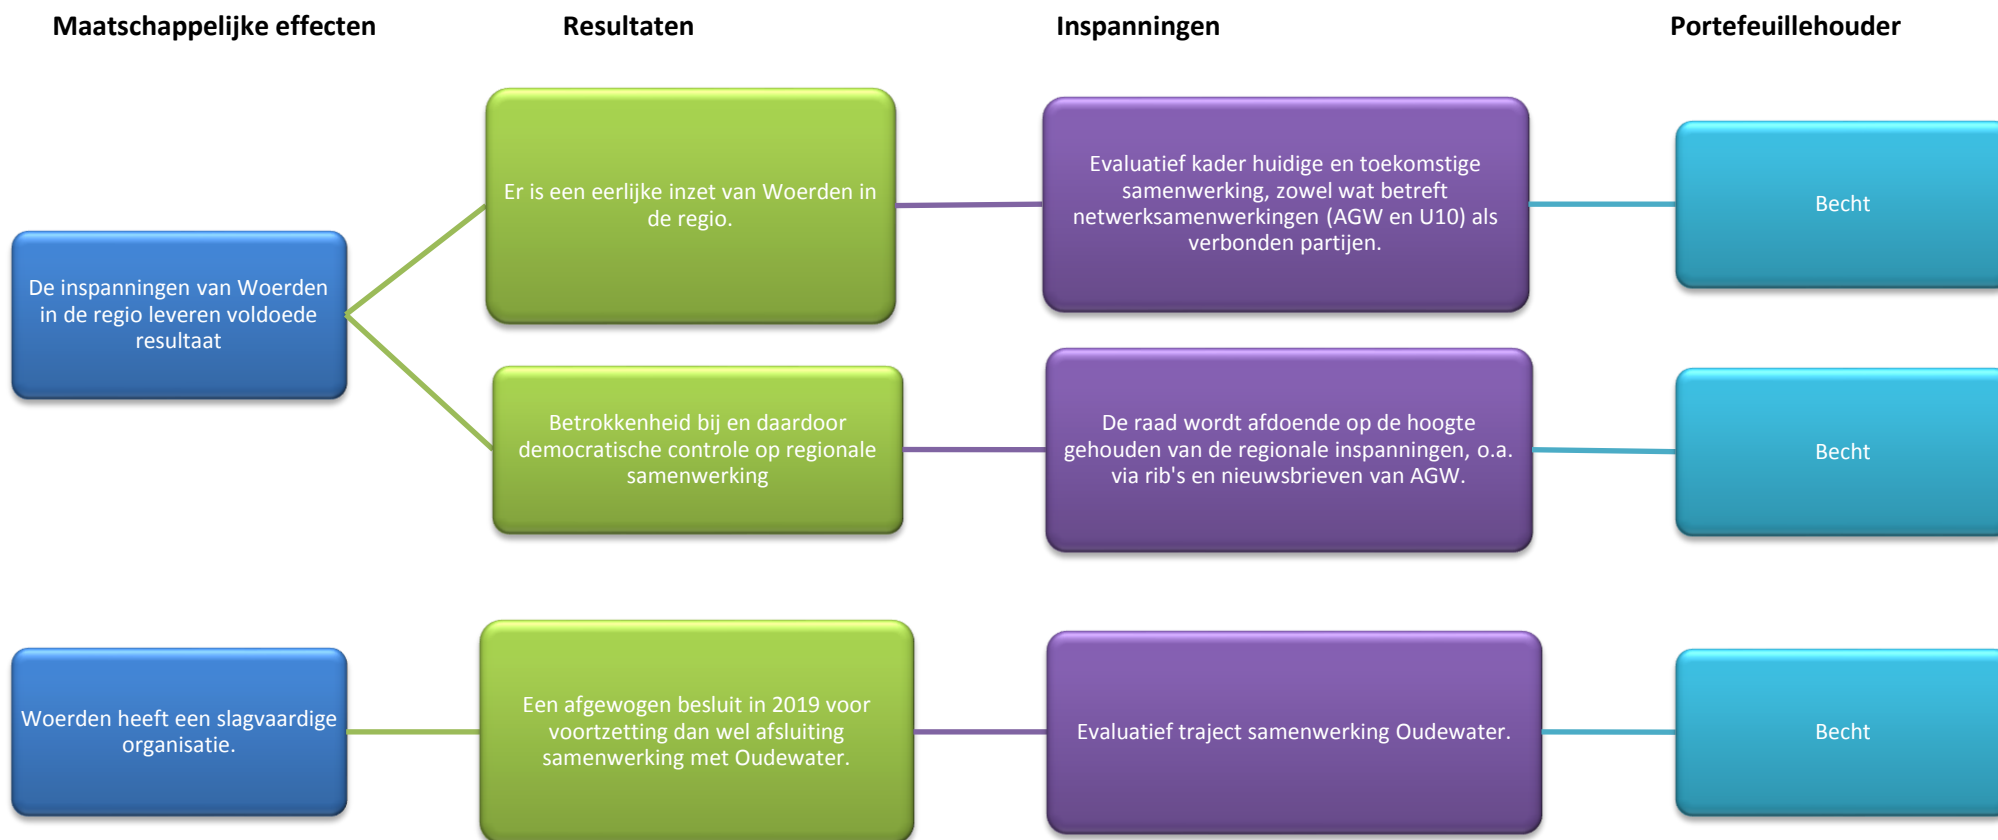 Maatschappelijke effecten
Resultaten
Inspanningen
Portefeuillehouder
De inspanningen van Woerden
in de regio leveren voldoede
resultaat
Er is een eerlijke inzet van Woerden in
de regio.
Evaluatief kader huidige en toekomstige
samenwerking, zowel wat betreft
netwerksamenwerkingen (AGW en U10) als
verbonden partijen.
Becht
Betrokkenheid bij en daardoor
democratische controle op regionale
samenwerking
De raad wordt afdoende op de hoogte
gehouden van de regionale inspanningen, o.a.
via rib's en nieuwsbrieven van AGW.
Becht
Woerden heeft een slagvaardige
organisatie.
Een afgewogen besluit in 2019 voor
voortzetting dan wel afsluiting
samenwerking met Oudewater.
Evaluatief traject samenwerking Oudewater.
Becht